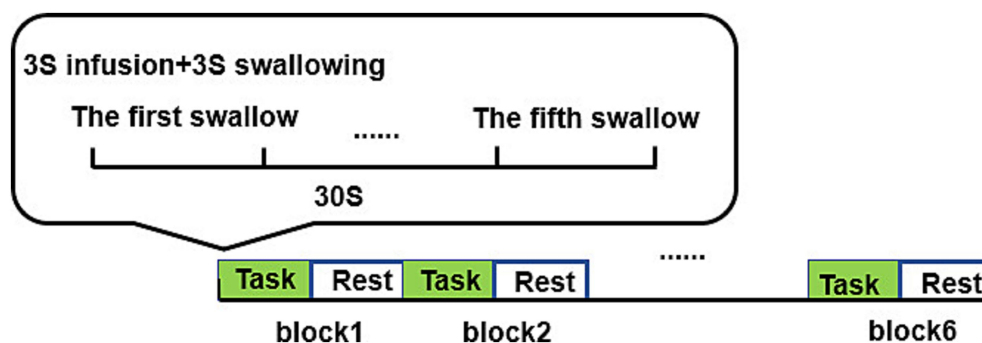 3S infusion+3S swallowing
The first swallow ...... The fifth swallow
30S
......
Task Rest Task Rest Task Rest
block1 block2 block6